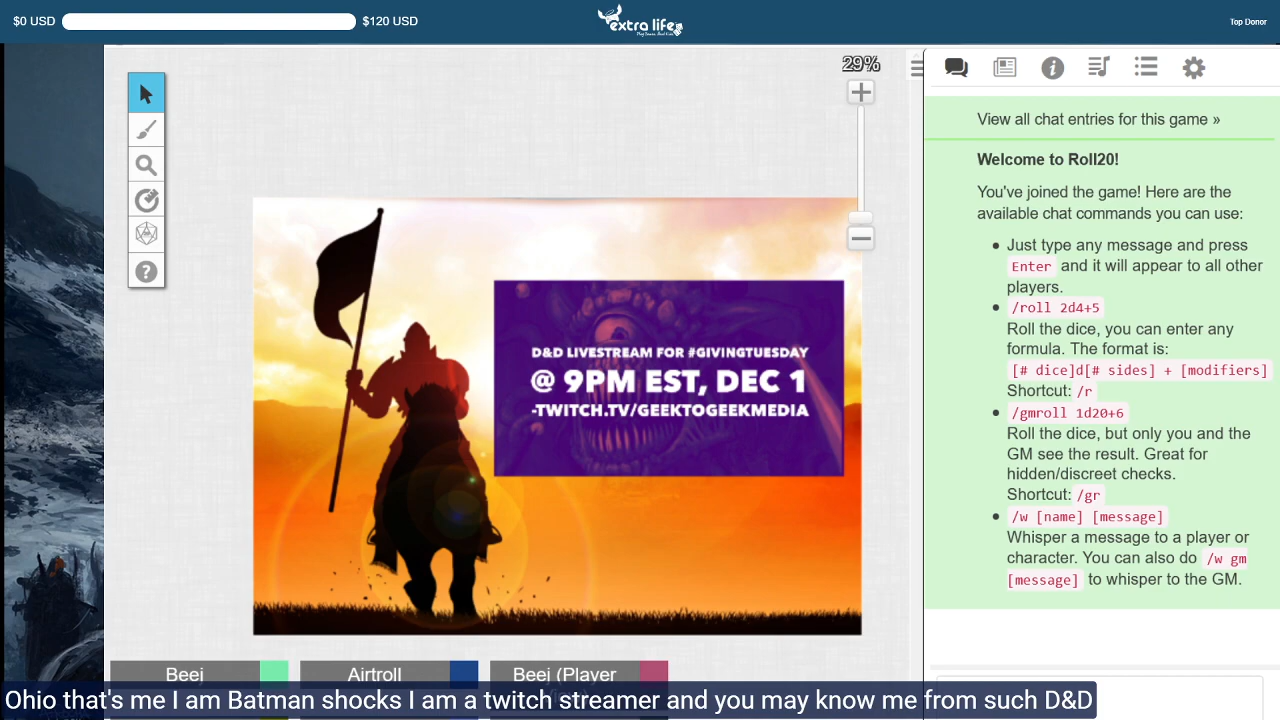 $0 USD
$120 USD
extra life
Play Games. Heal Kids.
Top Donor
29%
D&D LIVESTREAM FOR #GIVINGTUESDAY
@ 9PM EST, DEC 1
-TWITCH.TV/GEEKTOGEEKMEDIA
View all chat entries for this game »
Welcome to Roll20!
You've joined the game! Here are the
available chat commands you can use:
Just type any message and press
Enter and it will appear to all other
players.
/roll 2d4+5
Roll the dice, you can enter any
formula. The format is:
[# dice]d[# sides] + [modifiers]
Shortcut: /r
/gmroll 1d20+6
Roll the dice, but only you and the
GM see the result. Great for
hidden/discreet checks.
Shortcut: /gr
/w [name] [message]
Whisper a message to a player or
character. You can also do /w gm
[message] to whisper to the GM.
Beej
Airtroll
Beej (Player
Ohio that's me I am Batman shocks I am a twitch streamer and you may know me from such D&D